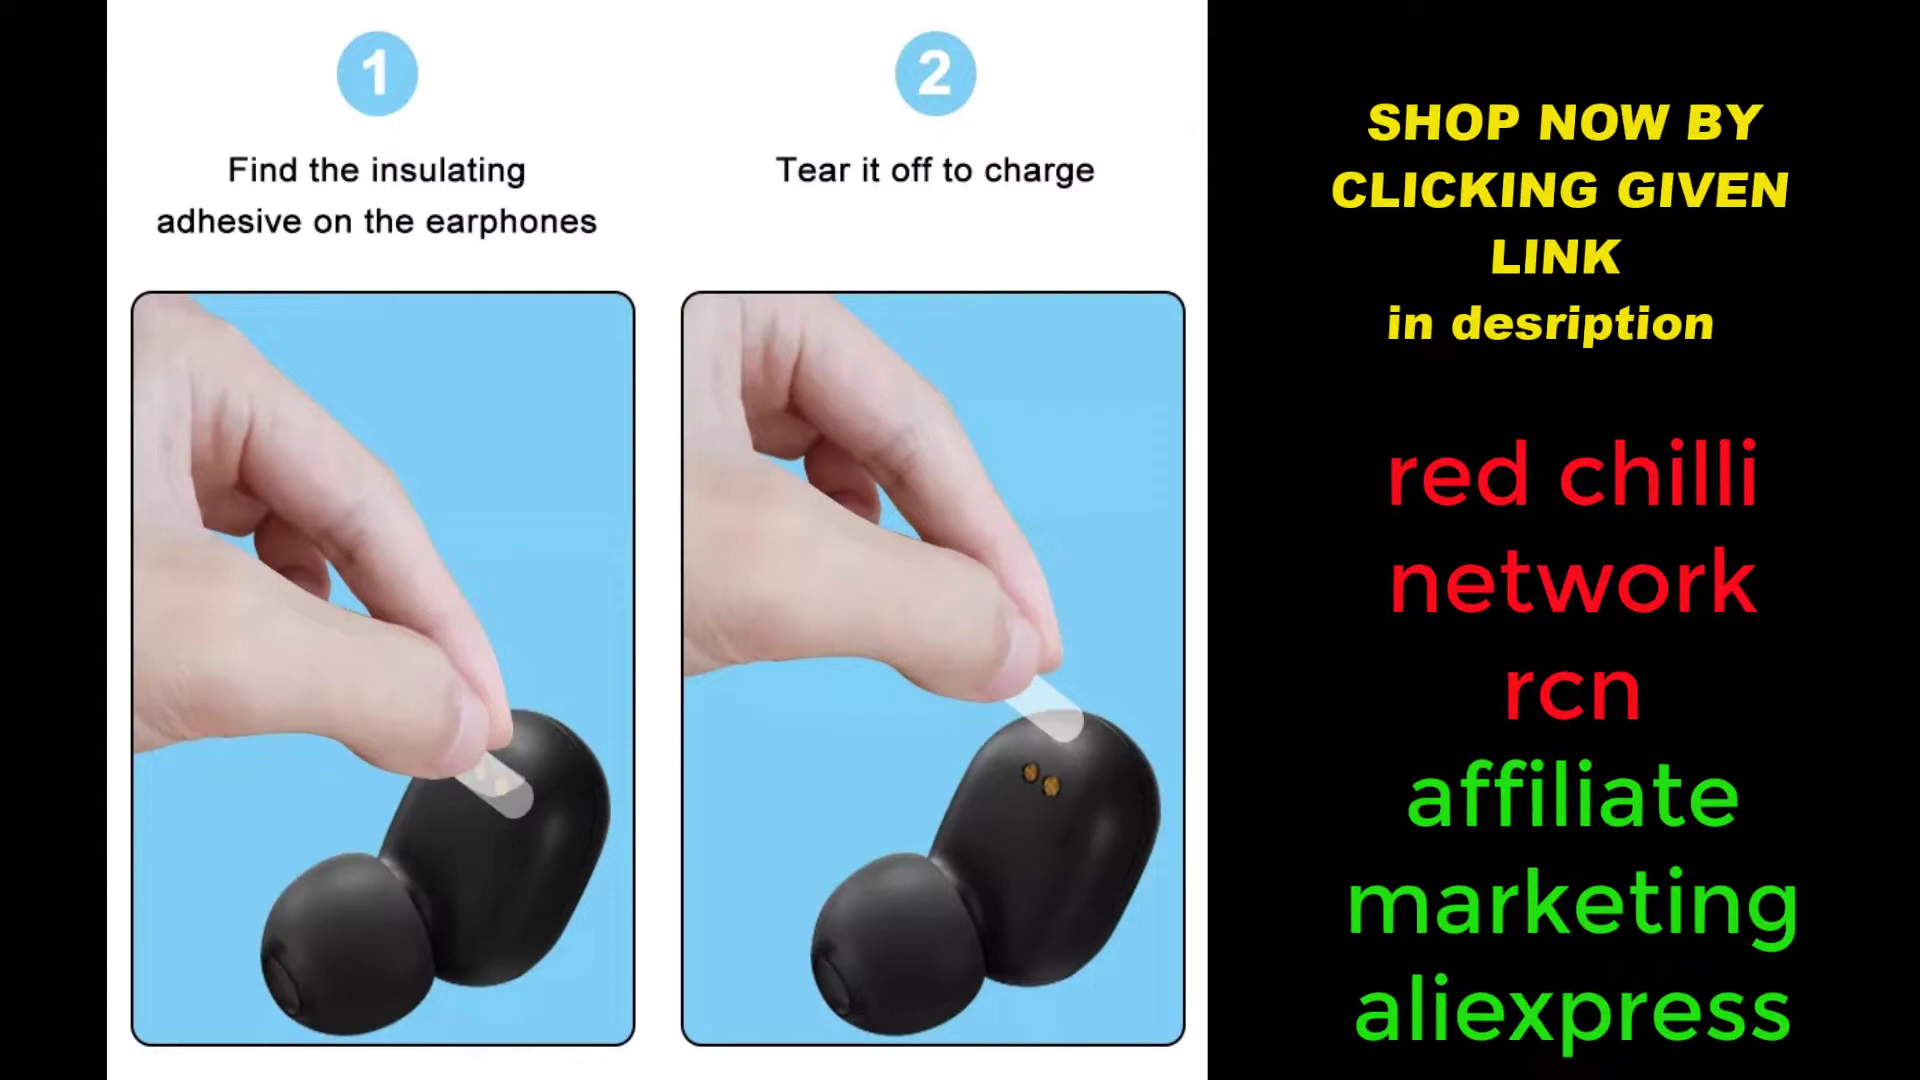 1
Find the insulating
adhesive on the earphones
2
Tear it off to charge
SHOP NOW BY
CLICKING GIVEN
LINK
in desription
red chilli
network
rcn
affiliate
marketing
aliexpress